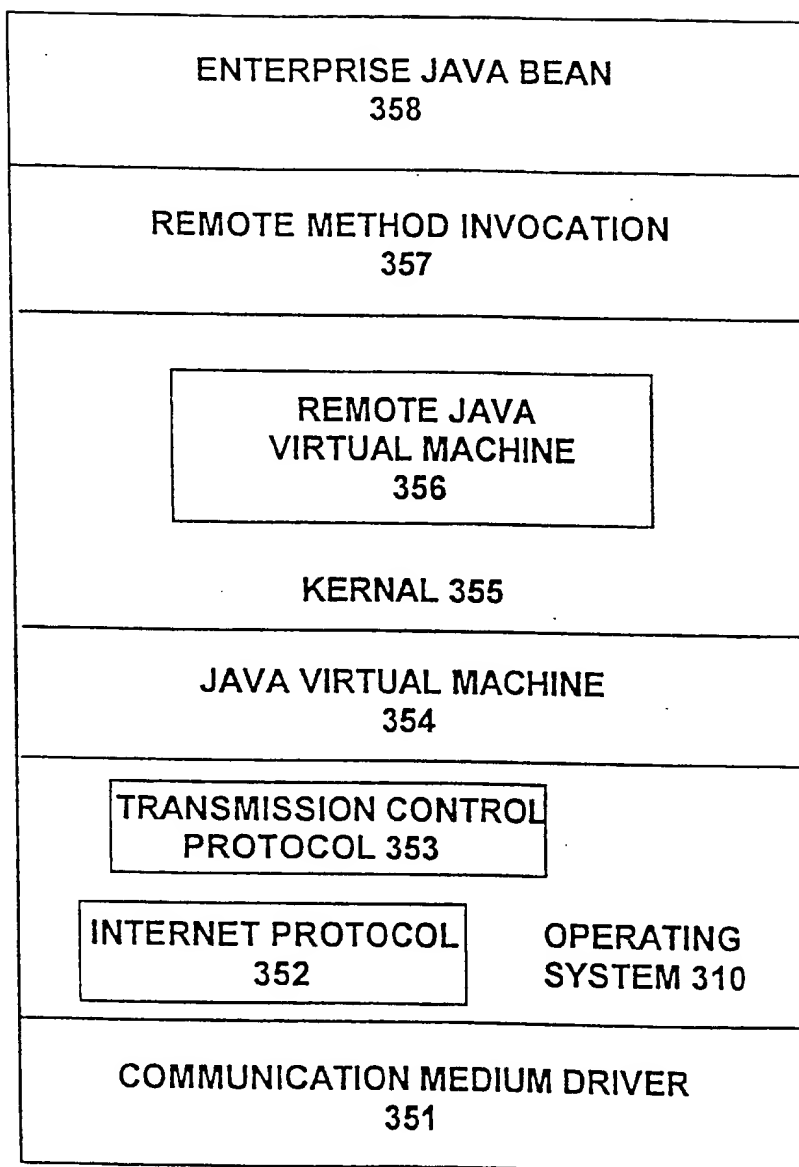 ENTERPRISE JAVA BEAN
358
REMOTE METHOD INVOCATION
357
REMOTE JAVA
VIRTUAL MACHINE
356
KERNAL 355
JAVA VIRTUAL MACHINE
354
TRANSMISSION CONTROL
PROTOCOL 353
INTERNET PROTOCOL
352
OPERATING
SYSTEM 310
COMMUNICATION MEDIUM DRIVER
351